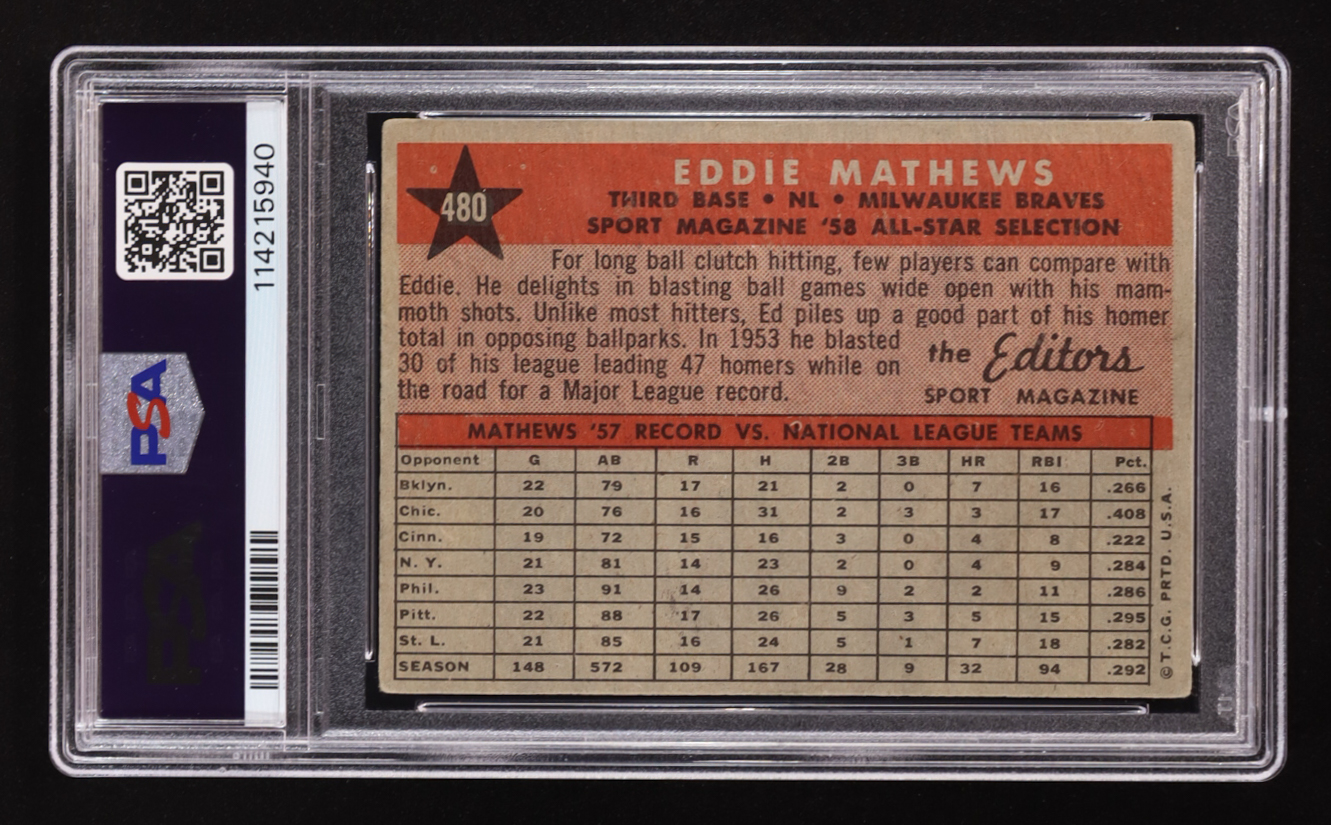 114215940
PSA
PSA
480
EDDIE MATHEWS
THIRD BASE • NL • MILWAUKEE BRAVES
SPORT MAGAZINE '58 ALL-STAR SELECTION
For long ball clutch hitting, few players can compare with
Eddie. He delights in blasting ball games wide open with his mam-
moth shots. Unlike most hitters, Ed piles up a good part of his homer
total in opposing ballparks. In 1953 he blasted
30 of his league leading 47 homers while on
the road for a Major League record.
the Editors
SPORT MAGAZINE
MATHEWS '57 RECORD VS. NATIONAL LEAGUE TEAMS
Opponent G AB R H 2B 3B HR RBI Pct.
Bklyn. 22 79 17 21 2 0 7 16 .266
Chic. 20 76 16 31 2 3 3 17 .408
Cinn. 19 72 15 16 3 0 4 8 .222
N. Y. 21 81 14 23 2 0 4 9 .284
Phil. 23 91 14 26 9 2 2 11 .286
Pitt. 22 88 17 26 5 3 5 15 .295
St. L. 21 85 16 24 5 1 7 18 .282
SEASON 148 572 109 167 28 9 32 94 .292
© T.C.G. PRTD. U.S.A.